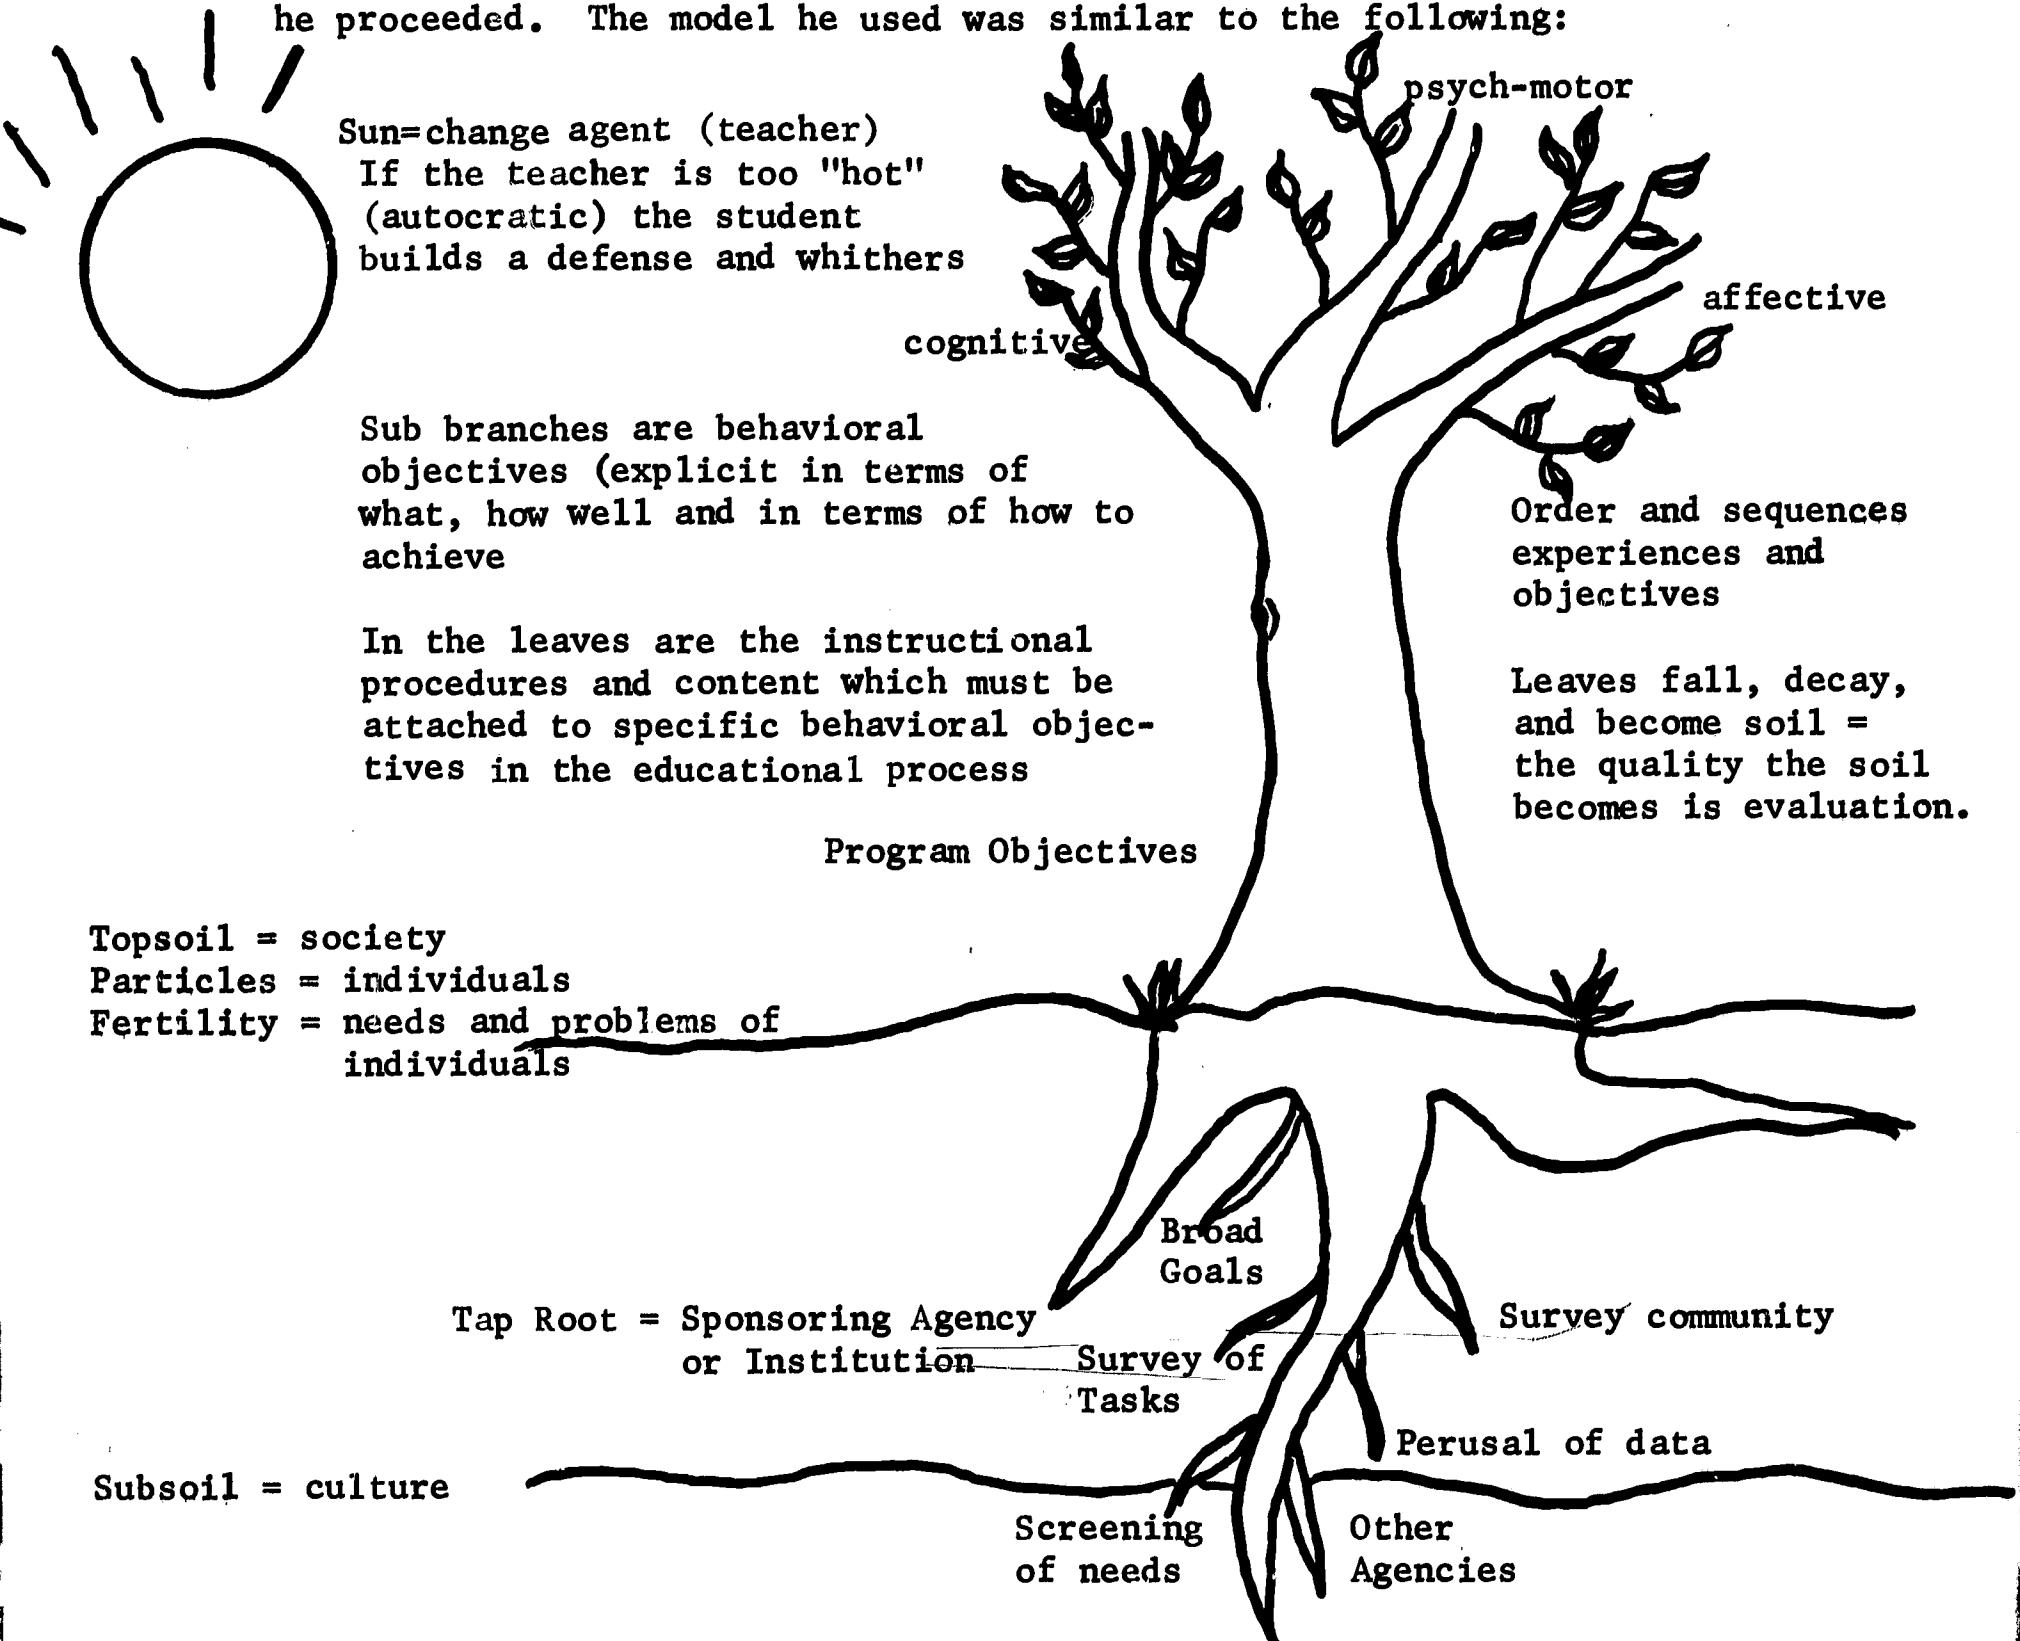 he proceeded. The model he used was similar to the following:
psych-motor
Sun=change agent (teacher)
If the teacher is too "hot"
(autocratic) the student
builds a defense and whithers
affective
cognitive
Sub branches are behavioral
objectives (explicit in terms of
what, how well and in terms of how to
achieve
Order and sequences
experiences and
objectives
In the leaves are the instructional
procedures and content which must be
attached to specific behavioral objec-
tives in the educational process
Leaves fall, decay,
and become soil =
the quality the soil
becomes is evaluation.
Program Objectives
Topsoil = society
Particles = individuals
Fertility = needs and problems of
individuals
Broad
Goals
Tap Root = Sponsoring Agency
or Institution
Survey community
Survey of
Tasks
Perusal of data
Subsoil = culture
Screening
of needs
Other
Agencies